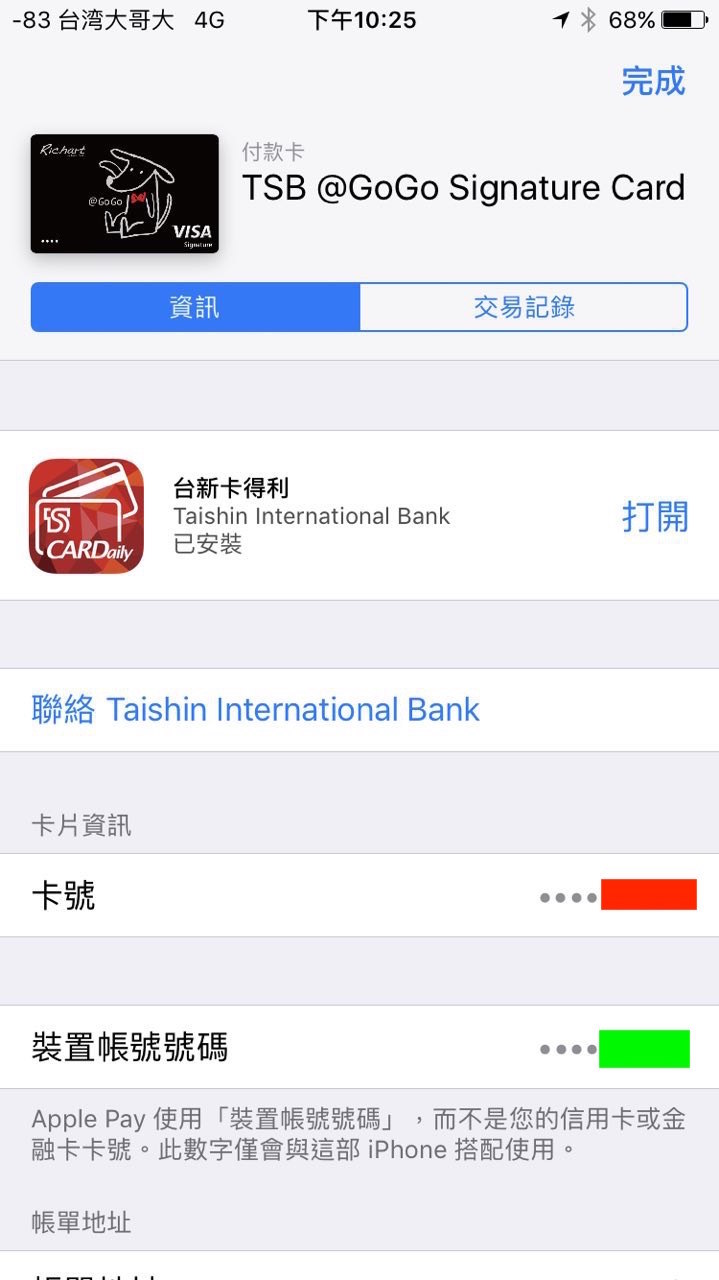 -83 台湾大哥大 4G 下午10:25 68%
完成
Richart
@GoGo
VISA
Signature
付款卡
TSB @GoGo Signature Card
資訊 交易記錄
台新卡得利
Taishin International Bank
已安裝
打開
TS
CARDaily
聯絡 Taishin International Bank
卡片資訊
卡號 ••••
裝置帳號號碼 ••••
Apple Pay 使用「裝置帳號號碼」，而不是您的信用卡或金
融卡卡號。此數字僅會與這部 iPhone 搭配使用。
帳單地址